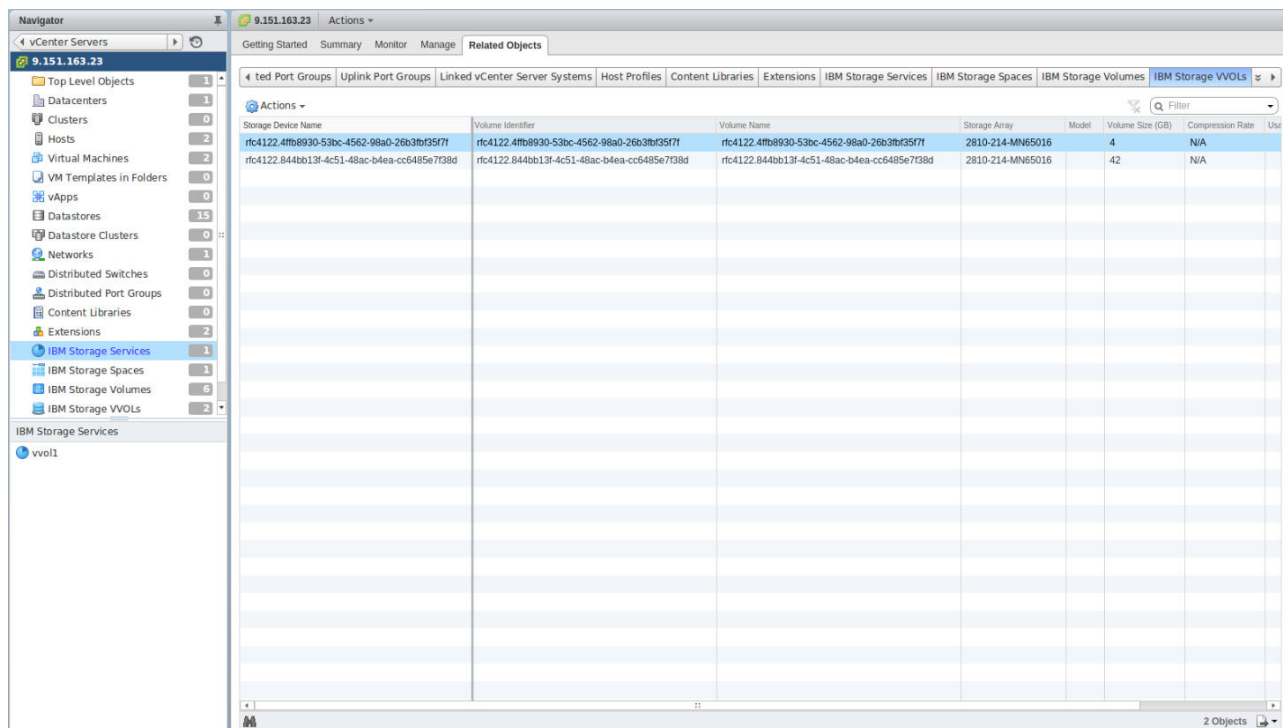 Navigator
9.151.163.23 Actions
vCenter Servers
Getting Started Summary Monitor Manage Related Objects
9.151.163.23
Top Level Objects 1
Datacenters 1
Clusters 0
Hosts 2
Virtual Machines 2
VM Templates in Folders 0
vApps 0
Datastores 15
Datastore Clusters 0
Networks 1
Distributed Switches 0
Distributed Port Groups 0
Content Libraries 0
Extensions 2
IBM Storage Services 1
IBM Storage Spaces 1
IBM Storage Volumes 6
IBM Storage VVOLs 2
IBM Storage Services
vvol1
ted Port Groups Uplink Port Groups Linked vCenter Server Systems Host Profiles Content Libraries Extensions IBM Storage Services IBM Storage Spaces IBM Storage Volumes IBM Storage VVOLs
Actions Filter
Storage Device Name Volume Identifier Volume Name Storage Array Model Volume Size (GB) Compression Rate Use
rfc4122.4ffb8930-53bc-4562-98a0-26b3fbf35f7f rfc4122.4ffb8930-53bc-4562-98a0-26b3fbf35f7f rfc4122.4ffb8930-53bc-4562-98a0-26b3fbf35f7f 2810-214-MN65016 4 N/A
rfc4122.844bb13f-4c51-48ac-b4ea-cc6485e7f38d rfc4122.844bb13f-4c51-48ac-b4ea-cc6485e7f38d rfc4122.844bb13f-4c51-48ac-b4ea-cc6485e7f38d 2810-214-MN65016 42 N/A
2 Objects